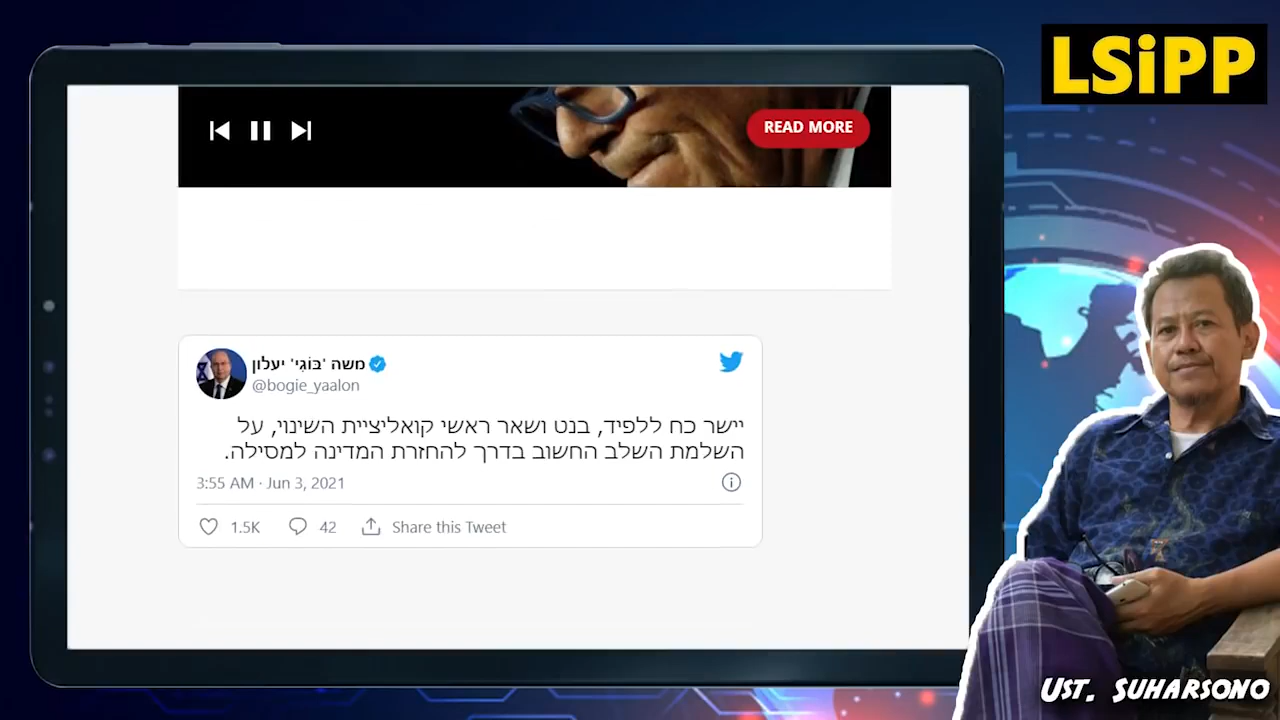 LSiPP
READ MORE
משה 'בּוֹגִי' יעלון
@bogie_yaalon
יישר כח ללפיד, בנט ושאר ראשי קואליציית השינוי, על
השלמת השלב החשוב בדרך להחזרת המדינה למסילה.
3:55 AM · Jun 3, 2021
1.5K 42 Share this Tweet
UST. SUHARSONO